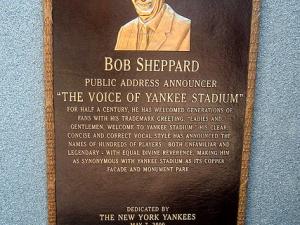 BOB SHEPPARD
PUBLIC ADDRESS ANNOUNCER
"THE VOICE OF YANKEE STADIUM"
FOR HALF A CENTURY, HE HAS WELCOMED GENERATIONS OF
FANS WITH HIS TRADEMARK GREETING, "LADIES AND
GENTLEMEN, WELCOME TO YANKEE STADIUM." HIS CLEAR,
CONCISE AND CORRECT VOCAL STYLE HAS ANNOUNCED THE
NAMES OF HUNDREDS OF PLAYERS - BOTH UNFAMILIAR AND
LEGENDARY - WITH EQUAL DIVINE REVERENCE, MAKING HIM
AS SYNONYMOUS WITH YANKEE STADIUM AS ITS COPPER
FACADE AND MONUMENT PARK
DEDICATED BY
THE NEW YORK YANKEES
MAY 7, 2000